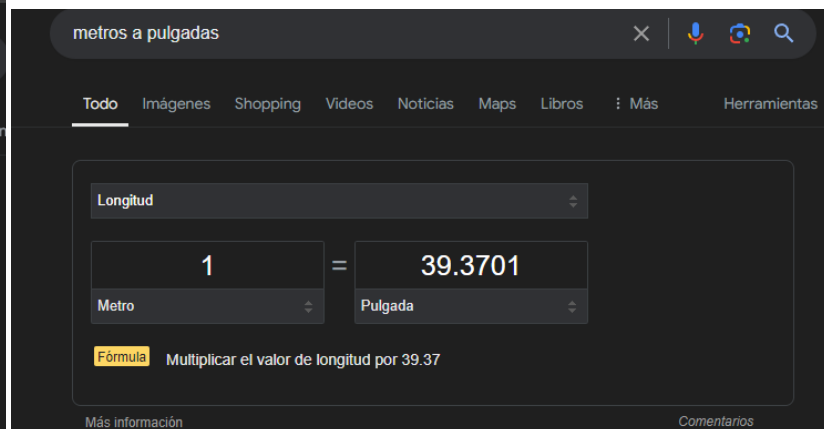 metros a pulgadas
Todo Imágenes Shopping Videos Noticias Maps Libros Más Herramientas
Longitud
1 = 39.3701
Metro Pulgada
Fórmula Multiplicar el valor de longitud por 39.37
Más información Comentarios